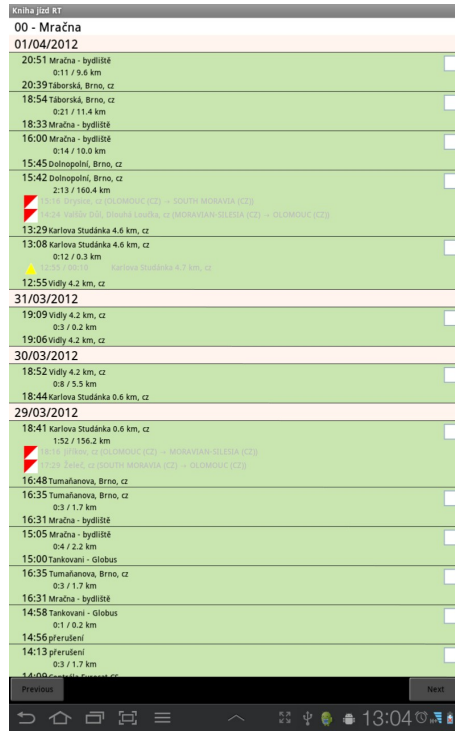 Kniha jízd RT
00 - Mračna
01/04/2012
20:51 Mračna - bydliště
0:11 / 9.6 km
20:39 Táborská, Brno, cz
18:54 Táborská, Brno, cz
0:21 / 11.4 km
18:33 Mračna - bydliště
16:00 Mračna - bydliště
0:14 / 10.0 km
15:45 Dolnopolní, Brno, cz
15:42 Dolnopolní, Brno, cz
2:13 / 160.4 km
15:16 Drysice, cz (OLOMOUC (CZ) → SOUTH MORAVIA (CZ))
14:24 Valšův Důl, Dlouhá Loučka, cz (MORAVIAN-SILESIA (CZ) → OLOMOUC (CZ))
13:29 Karlova Studánka 4.6 km, cz
13:08 Karlova Studánka 4.6 km, cz
0:12 / 0.3 km
12:55 / 00:10 Karlova Studánka 4.7 km, cz
12:55 Vidly 4.2 km, cz
31/03/2012
19:09 Vidly 4.2 km, cz
0:3 / 0.2 km
19:06 Vidly 4.2 km, cz
30/03/2012
18:52 Vidly 4.2 km, cz
0:8 / 5.5 km
18:44 Karlova Studánka 0.6 km, cz
29/03/2012
18:41 Karlova Studánka 0.6 km, cz
1:52 / 156.2 km
18:18 Jiříkov, cz (OLOMOUC (CZ) → MORAVIAN-SILESIA (CZ))
17:29 Želeč, cz (SOUTH MORAVIA (CZ) → OLOMOUC (CZ))
16:48 Tumaňanova, Brno, cz
16:35 Tumaňanova, Brno, cz
0:3 / 1.7 km
16:31 Mračna - bydliště
15:05 Mračna - bydliště
0:4 / 2.2 km
15:00 Tankovani - Globus
16:35 Tumaňanova, Brno, cz
0:3 / 1.7 km
16:31 Mračna - bydliště
14:58 Tankovani - Globus
0:1 / 0.2 km
14:56 přerušení
14:13 přerušení
0:3 / 1.7 km
14:09
Previous
Next
13:04